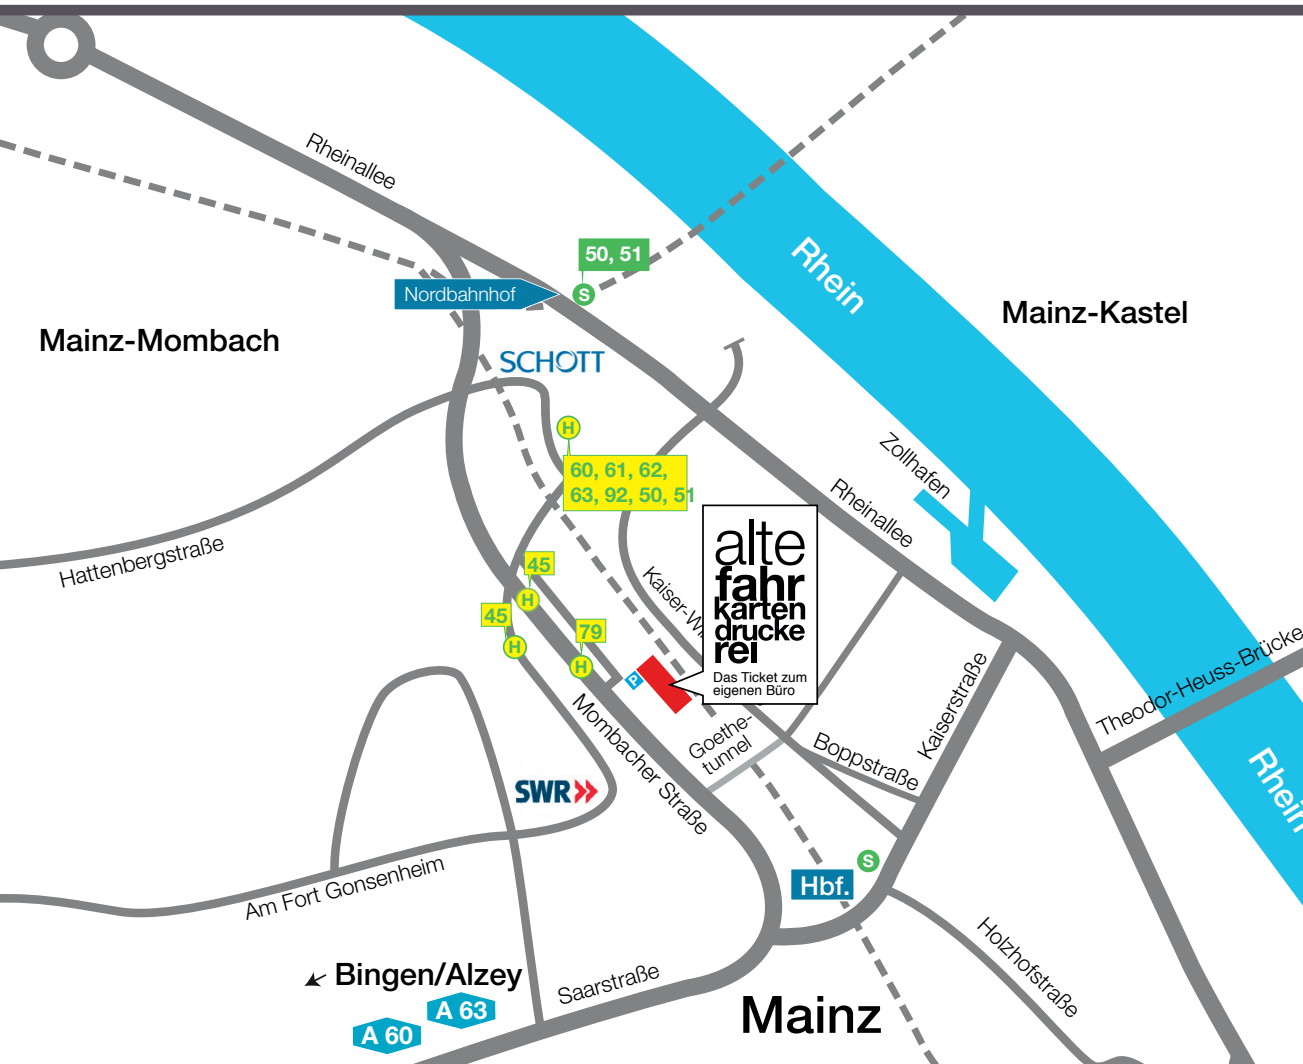 Rheinallee
50, 51
S
Nordbahnhof
Rhein
Mainz-Kastel
Mainz-Mombach
SCHOTT
H
60, 61, 62,
63, 92, 50, 51
Zollhafen
Rheinallee
Hattenbergstraße
45
H
45
H
79
H
P
Kaiser-Wi
alte
fahr
karten
drucke
rei
Das Ticket zum
eigenen Büro
Mombacher Straße
Goethe-
tunnel
Boppstraße
Kaiserstraße
Theodor-Heuss-Brücke
Rhein
SWR
S
Hbf.
Am Fort Gonsenheim
Holzhofstraße
Bingen/Alzey
A 63
A 60
Saarstraße
Mainz